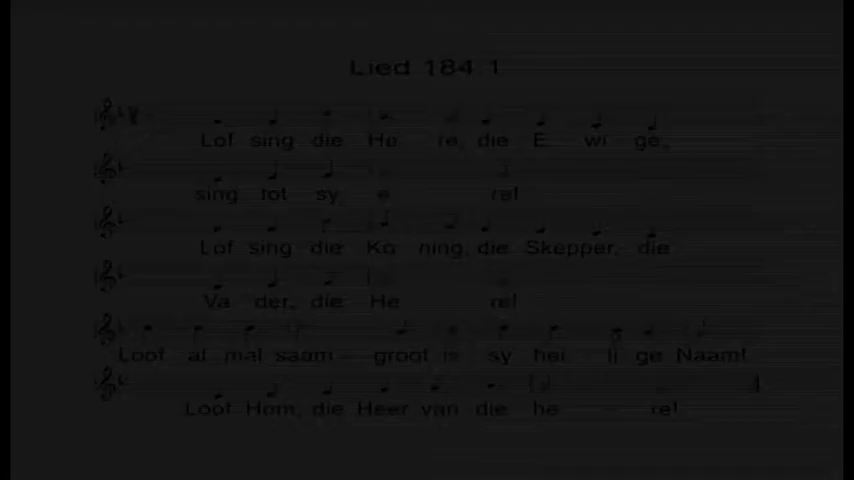 Lied 184:1
Lof sing die He re, die E wi ge,
sing tot sy e re!
Lof sing die Ko ning, die Skepper, die
Va der, die He re!
Loof al mal saam - groot is sy hei li ge Naam!
Loof Hom, die Heer van die he re!